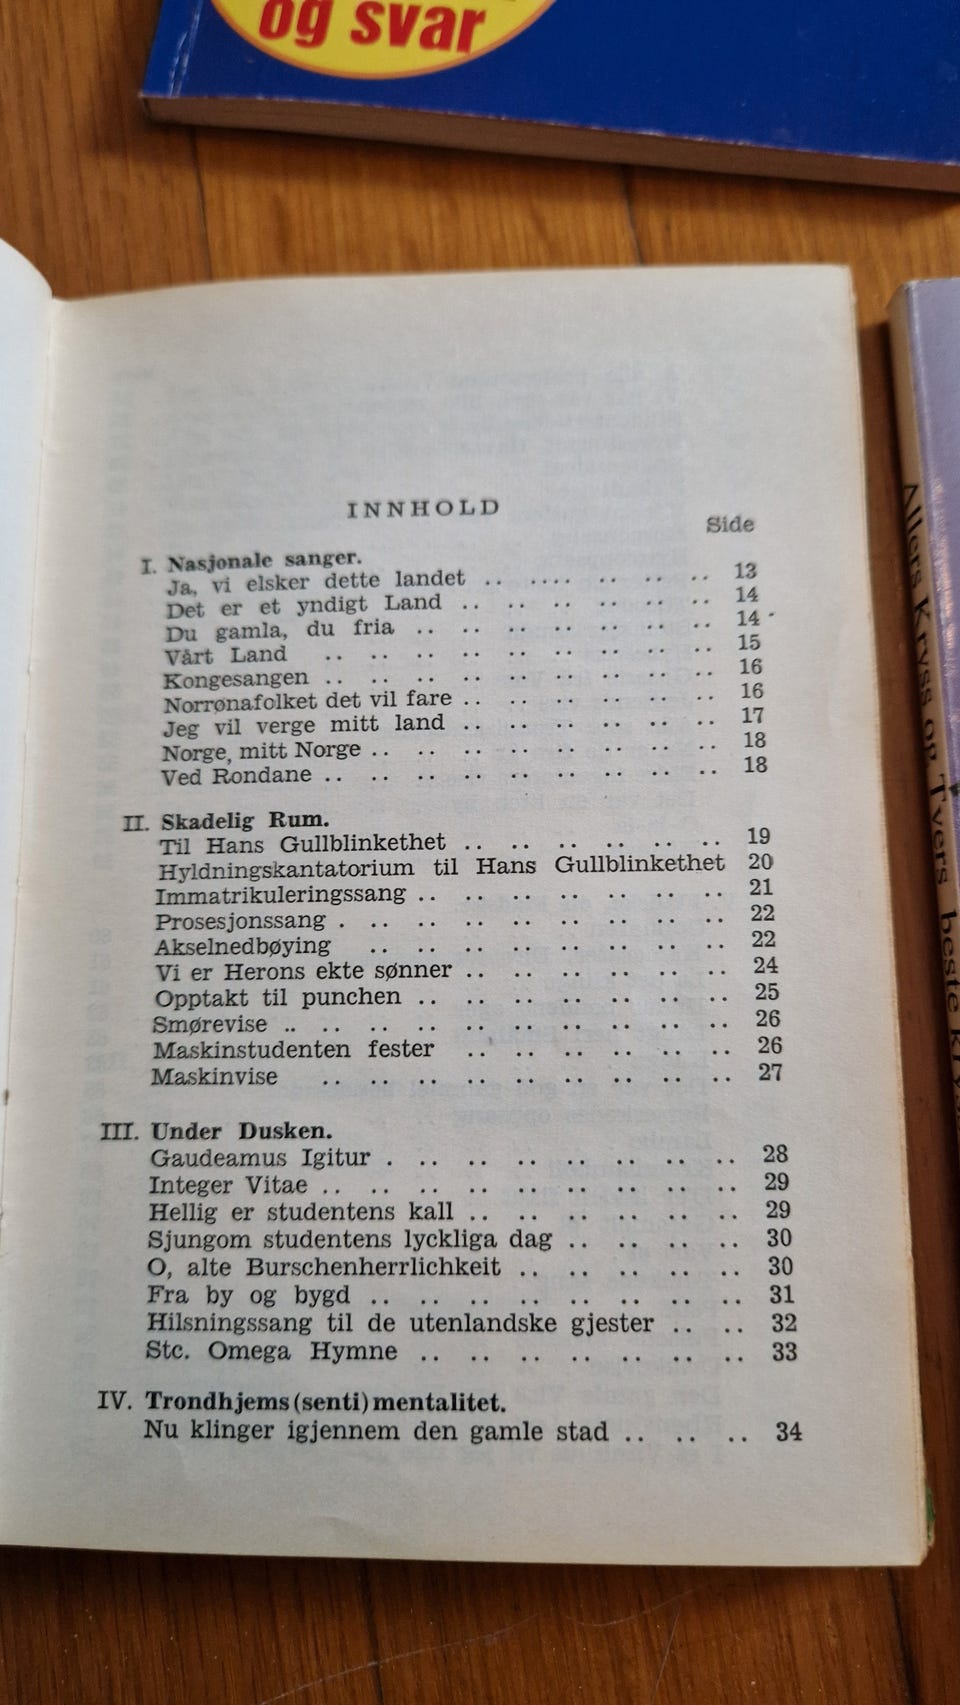 og svar
INNHOLD
Side
I. Nasjonale sanger.
Ja, vi elsker dette landet .. .... .. .. .. 13
Det er et yndigt Land .. .. .. .. .. .. 14
Du gamla, du fria .. .. .. .. .. .. .. 14
Vårt Land .. .. .. .. .. .. .. .. .. 15
Kongesangen .. .. .. .. .. .. .. .. .. 16
Norrønafolket det vil fare .. .. .. .. .. .. 16
Jeg vil verge mitt land .. .. .. .. .. .. 17
Norge, mitt Norge .. .. .. .. .. .. .. .. 18
Ved Rondane .. .. .. .. .. .. .. .. .. 18
II. Skadelig Rum.
Til Hans Gullblinkethet .. .. .. .. .. .. 19
Hyldningskantatorium til Hans Gullblinkethet 20
Immatrikuleringssang .. .. .. .. .. .. .. 21
Prosesjonssang . .. .. .. .. .. .. .. .. 22
Akselnedbøying .. .. .. .. .. .. .. .. 22
Vi er Herons ekte sønner .. .. .. .. .. .. 24
Opptakt til punchen .. .. .. .. .. .. .. 25
Smørevise .. .. .. .. .. .. .. .. .. .. 26
Maskinstudenten fester .. .. .. .. .. .. 26
Maskinvise .. .. .. .. .. .. .. .. .. 27
III. Under Dusken.
Gaudeamus Igitur . .. .. .. .. .. .. .. 28
Integer Vitae .. .. .. .. .. .. .. .. .. 29
Hellig er studentens kall .. .. .. .. .. .. 29
Sjungom studentens lyckliga dag .. .. .. .. 30
O, alte Burschenherrlichkeit .. .. .. .. .. 30
Fra by og bygd .. .. .. .. .. .. .. .. 31
Hilsningssang til de utenlandske gjester .. .. 32
Stc. Omega Hymne .. .. .. .. .. .. .. 33
IV. Trondhjems (senti) mentalitet.
Nu klinger igjennem den gamle stad .. .. .. 34
Allers Kryss og Tvers beste